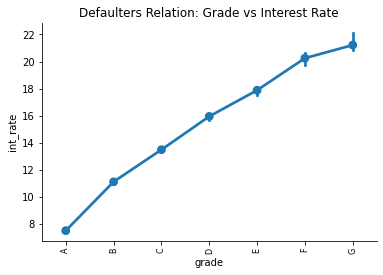 Defaulters Relation: Grade vs Interest Rate
22
20
18
16
14
12
10
8
int_rate
A B C D E F G
grade